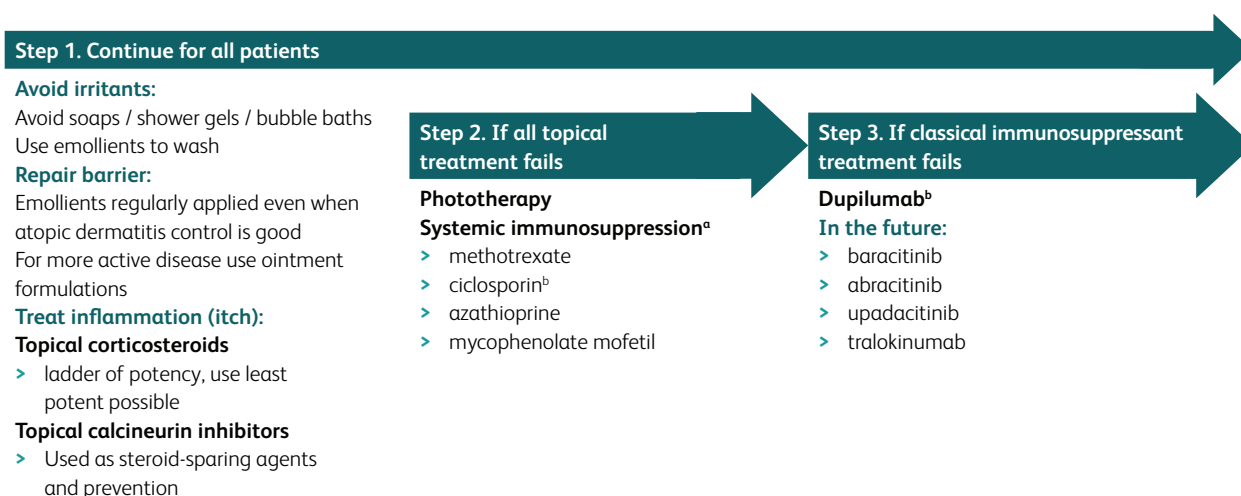 Step 1. Continue for all patients
Avoid irritants:
Avoid soaps / shower gels / bubble baths
Use emollients to wash
Repair barrier:
Emollients regularly applied even when
atopic dermatitis control is good
For more active disease use ointment
formulations
Treat inflammation (itch):
Topical corticosteroids
> ladder of potency, use least
potent possible
Topical calcineurin inhibitors
> Used as steroid-sparing agents
and prevention
Step 2. If all topical
treatment fails
Phototherapy
Systemic immunosuppressionᵃ
> methotrexate
> ciclosporinᵇ
> azathioprine
> mycophenolate mofetil
Step 3. If classical immunosuppressant
treatment fails
Dupilumabᵇ
In the future:
> baracitinib
> abracitinib
> upadacitinib
> tralokinumab